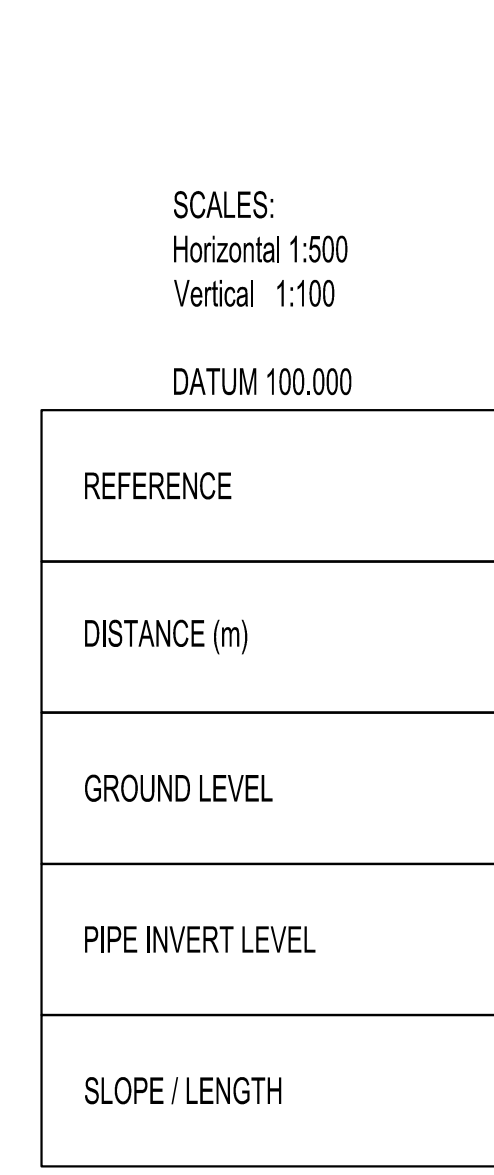 SCALES:
Horizontal 1:500
Vertical 1:100
DATUM 100.000
REFERENCE
DISTANCE (m)
GROUND LEVEL
PIPE INVERT LEVEL
SLOPE / LENGTH